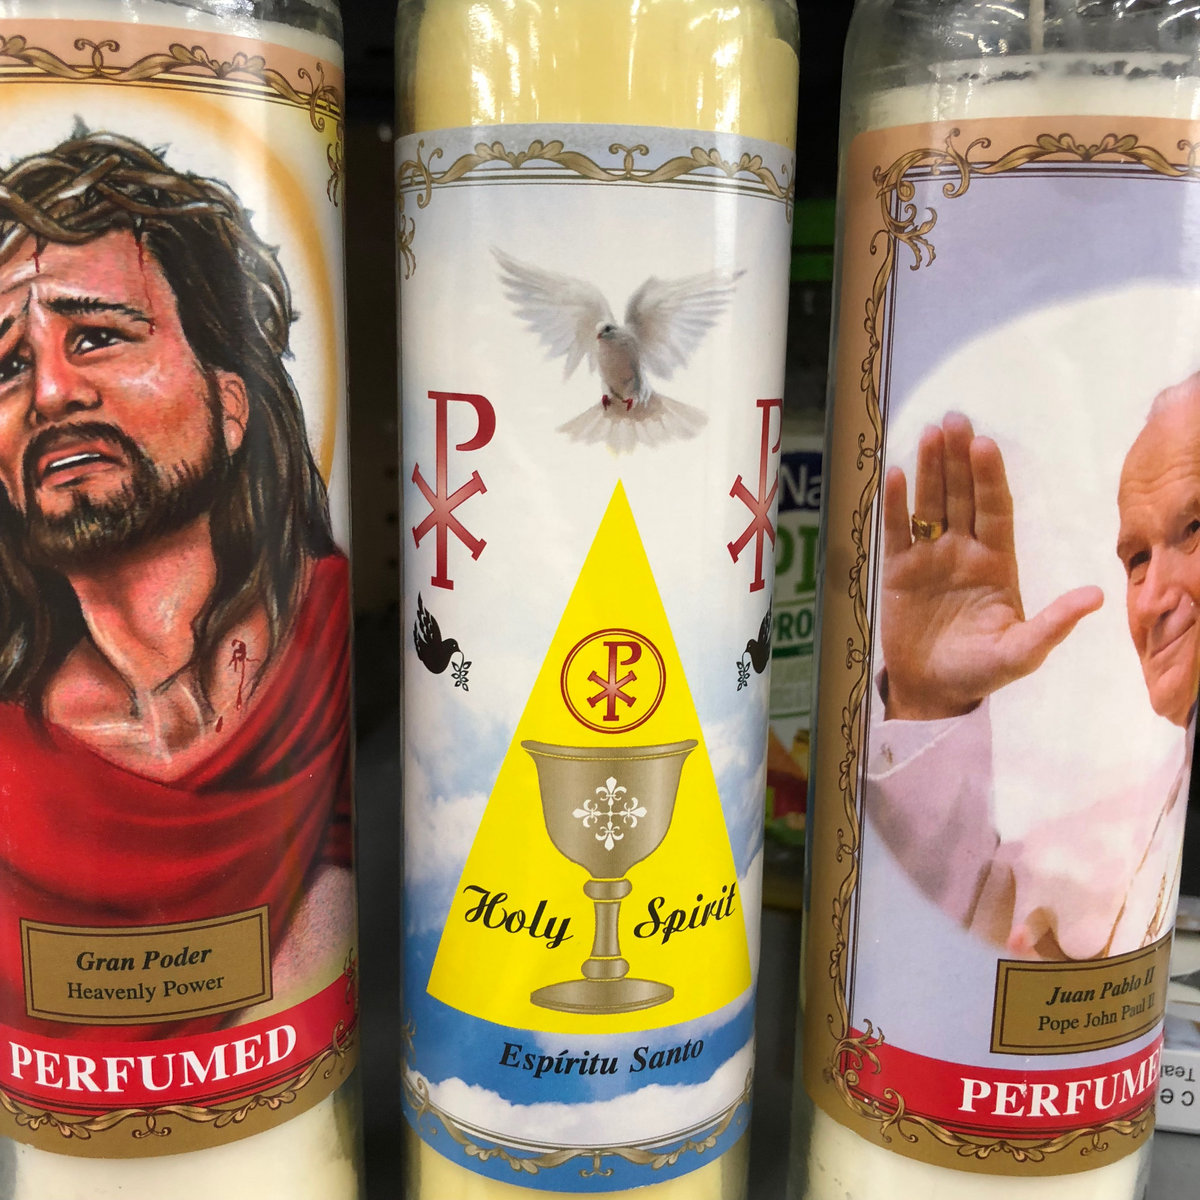 Gran Poder
Heavenly Power
PERFUMED
Holy Spirit
Espíritu Santo
Juan Pablo II
Pope John Paul II
PERFUME